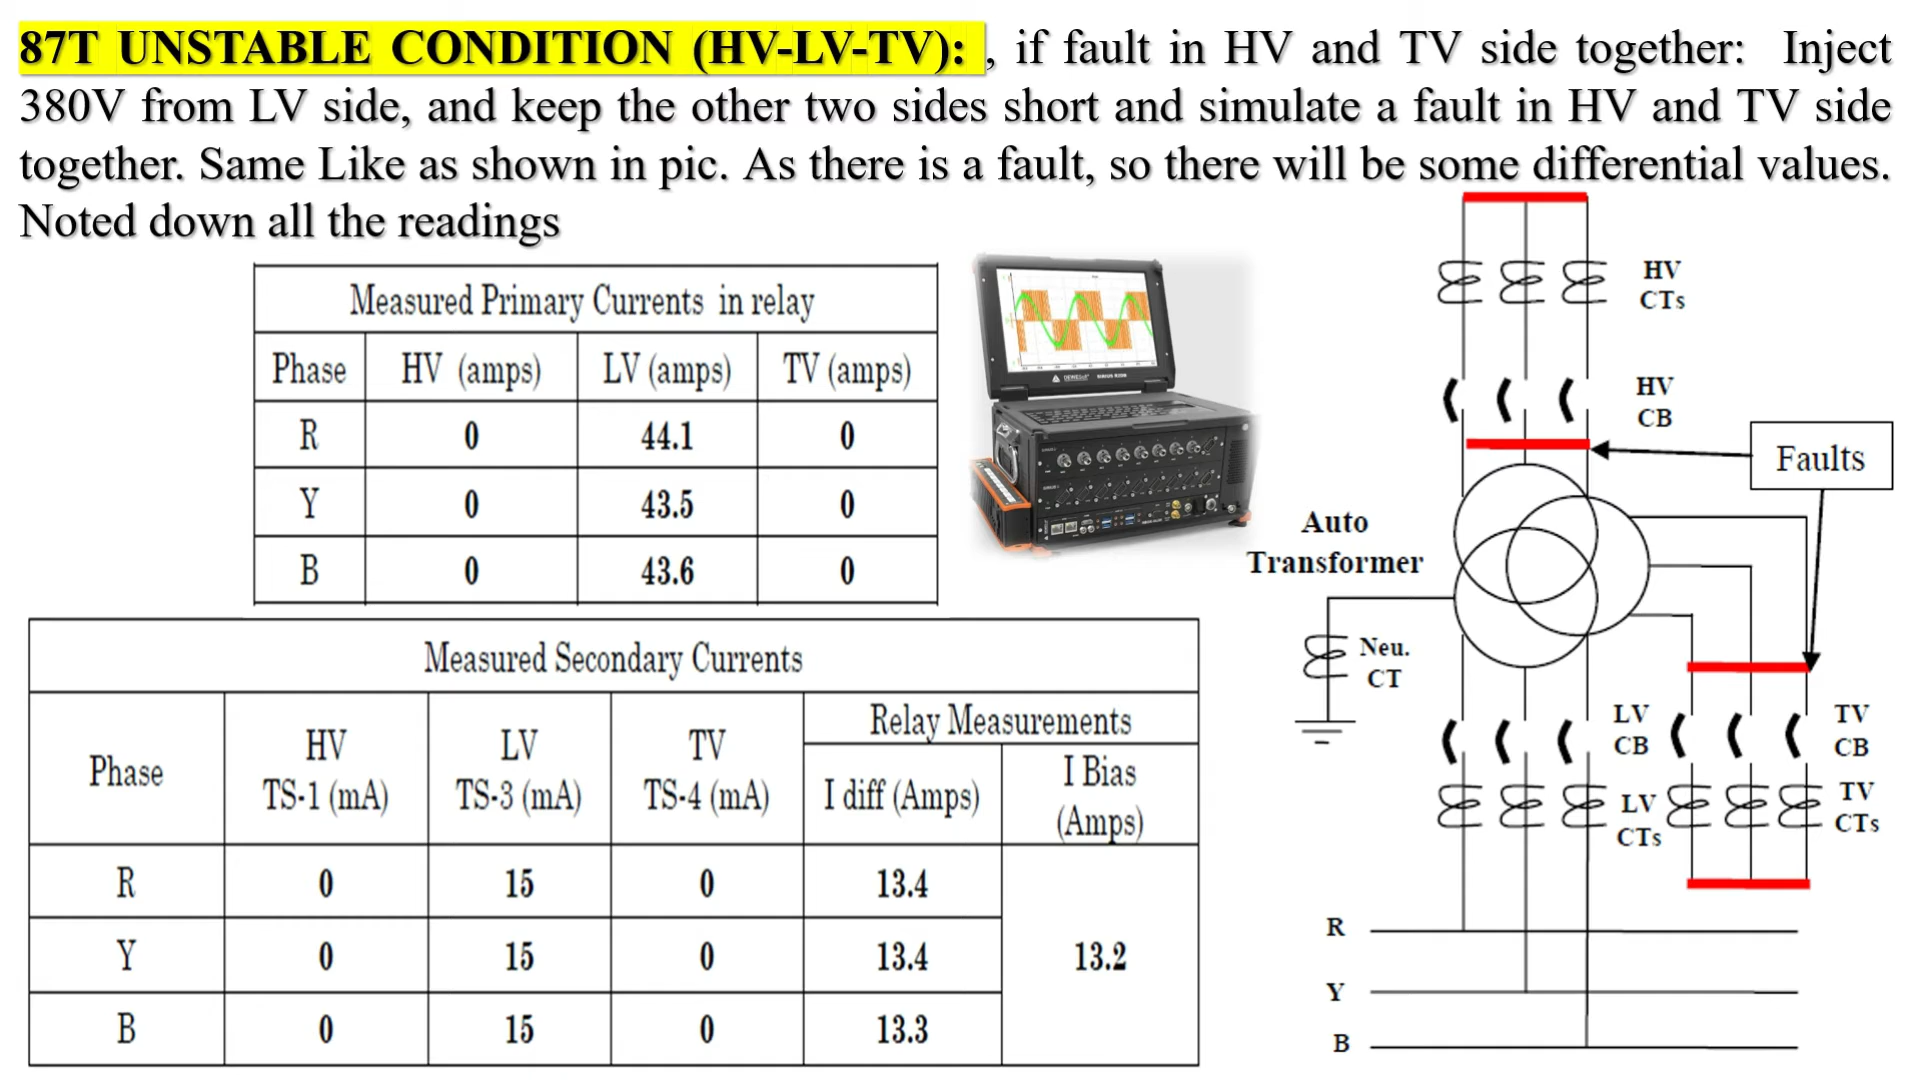 87T UNSTABLE CONDITION (HV-LV-TV): , if fault in HV and TV side together: Inject
380V from LV side, and keep the other two sides short and simulate a fault in HV and TV side
together. Same Like as shown in pic. As there is a fault, so there will be some differential values.
Noted down all the readings
Measured Primary Currents in relay
Phase HV (amps) LV (amps) TV (amps)
R 0 44.1 0
Y 0 43.5 0
B 0 43.6 0
Measured Secondary Currents
Phase HV TS-1 (mA) LV TS-3 (mA) TV TS-4 (mA) Relay Measurements
I diff (Amps) I Bias (Amps)
R 0 15 0 13.4
Y 0 15 0 13.4 13.2
B 0 15 0 13.3
HV
CTs
HV
CB
Faults
Auto
Transformer
Neu.
CT
LV
CB
TV
CB
LV
CTs
TV
CTs
R
Y
B